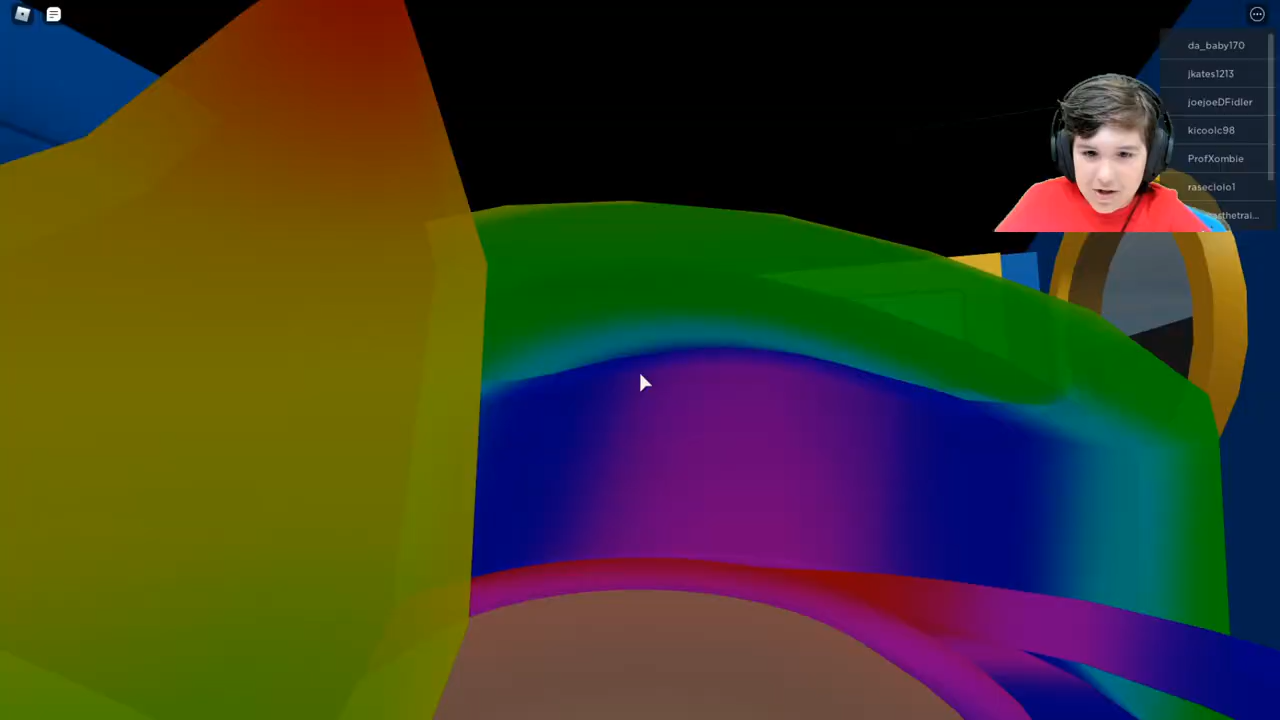 da_baby170
jkates1213
joejoeDFidler
kicoolc98
ProfXombie
raseclolo1